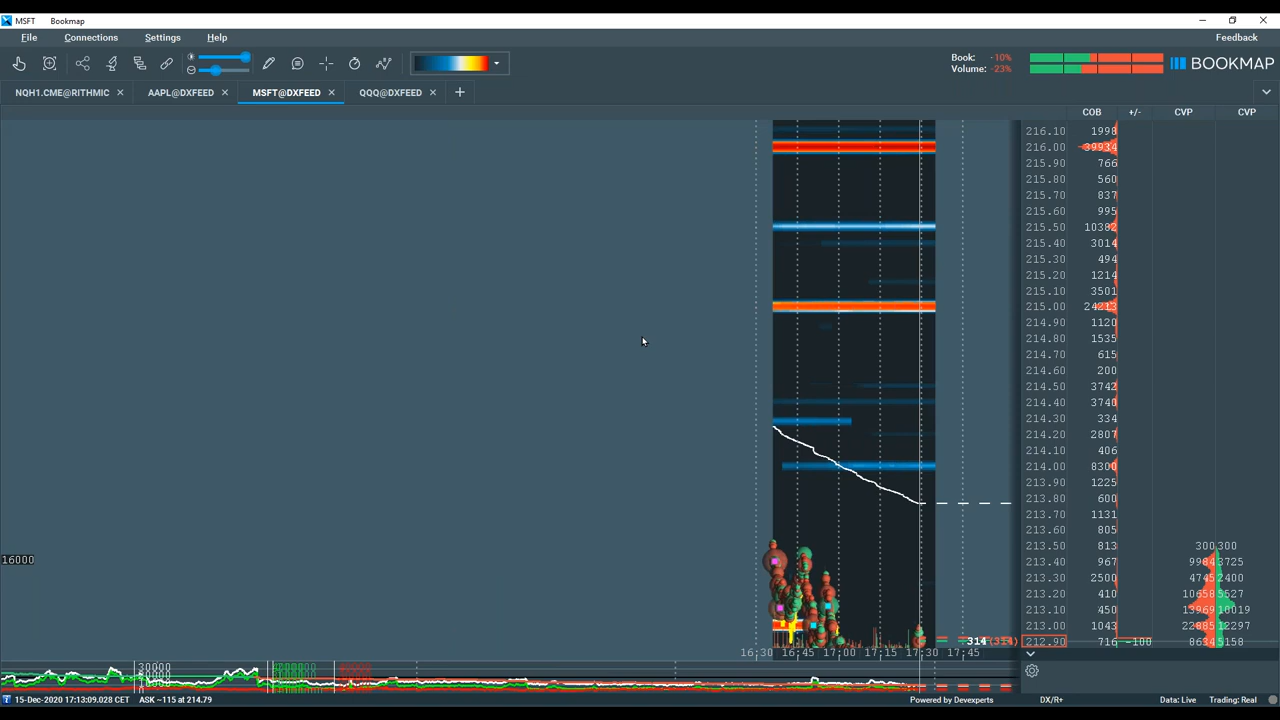 MSFT Bookmap
File Connections Settings Help Feedback
Book: -10%
Volume: -23%
BOOKMAP
NQH1.CME@RITHMIC AAPL@DXFEED MSFT@DXFEED QQQ@DXFEED
COB +/- CVP CVP
216.10 1998
216.00 39934
215.90 766
215.80 560
215.70 837
215.60 995
215.50 10382
215.40 3014
215.30 494
215.20 1214
215.10 3501
215.00
214.90 1120
214.80 1535
214.70 615
214.60 200
214.50 3742
214.40 3740
214.30 334
214.20 2807
214.10 406
214.00 8300
213.90 1225
213.80 600
213.70 1131
213.60 805
213.50 813 300 300
16000
213.40 967 3725
213.30 2500 4745 2400
213.20 410 10658
213.10 450 13969
213.00 1043 12297
314 (314) 212.90 716 -100 5158
16:30 16:45 17:00 17:15 17:30 17:45
30000
15-Dec-2020 17:13:09.028 CET ASK ~115 at 214.79 Powered by Devexperts DX/R+ Data: Live Trading: Real